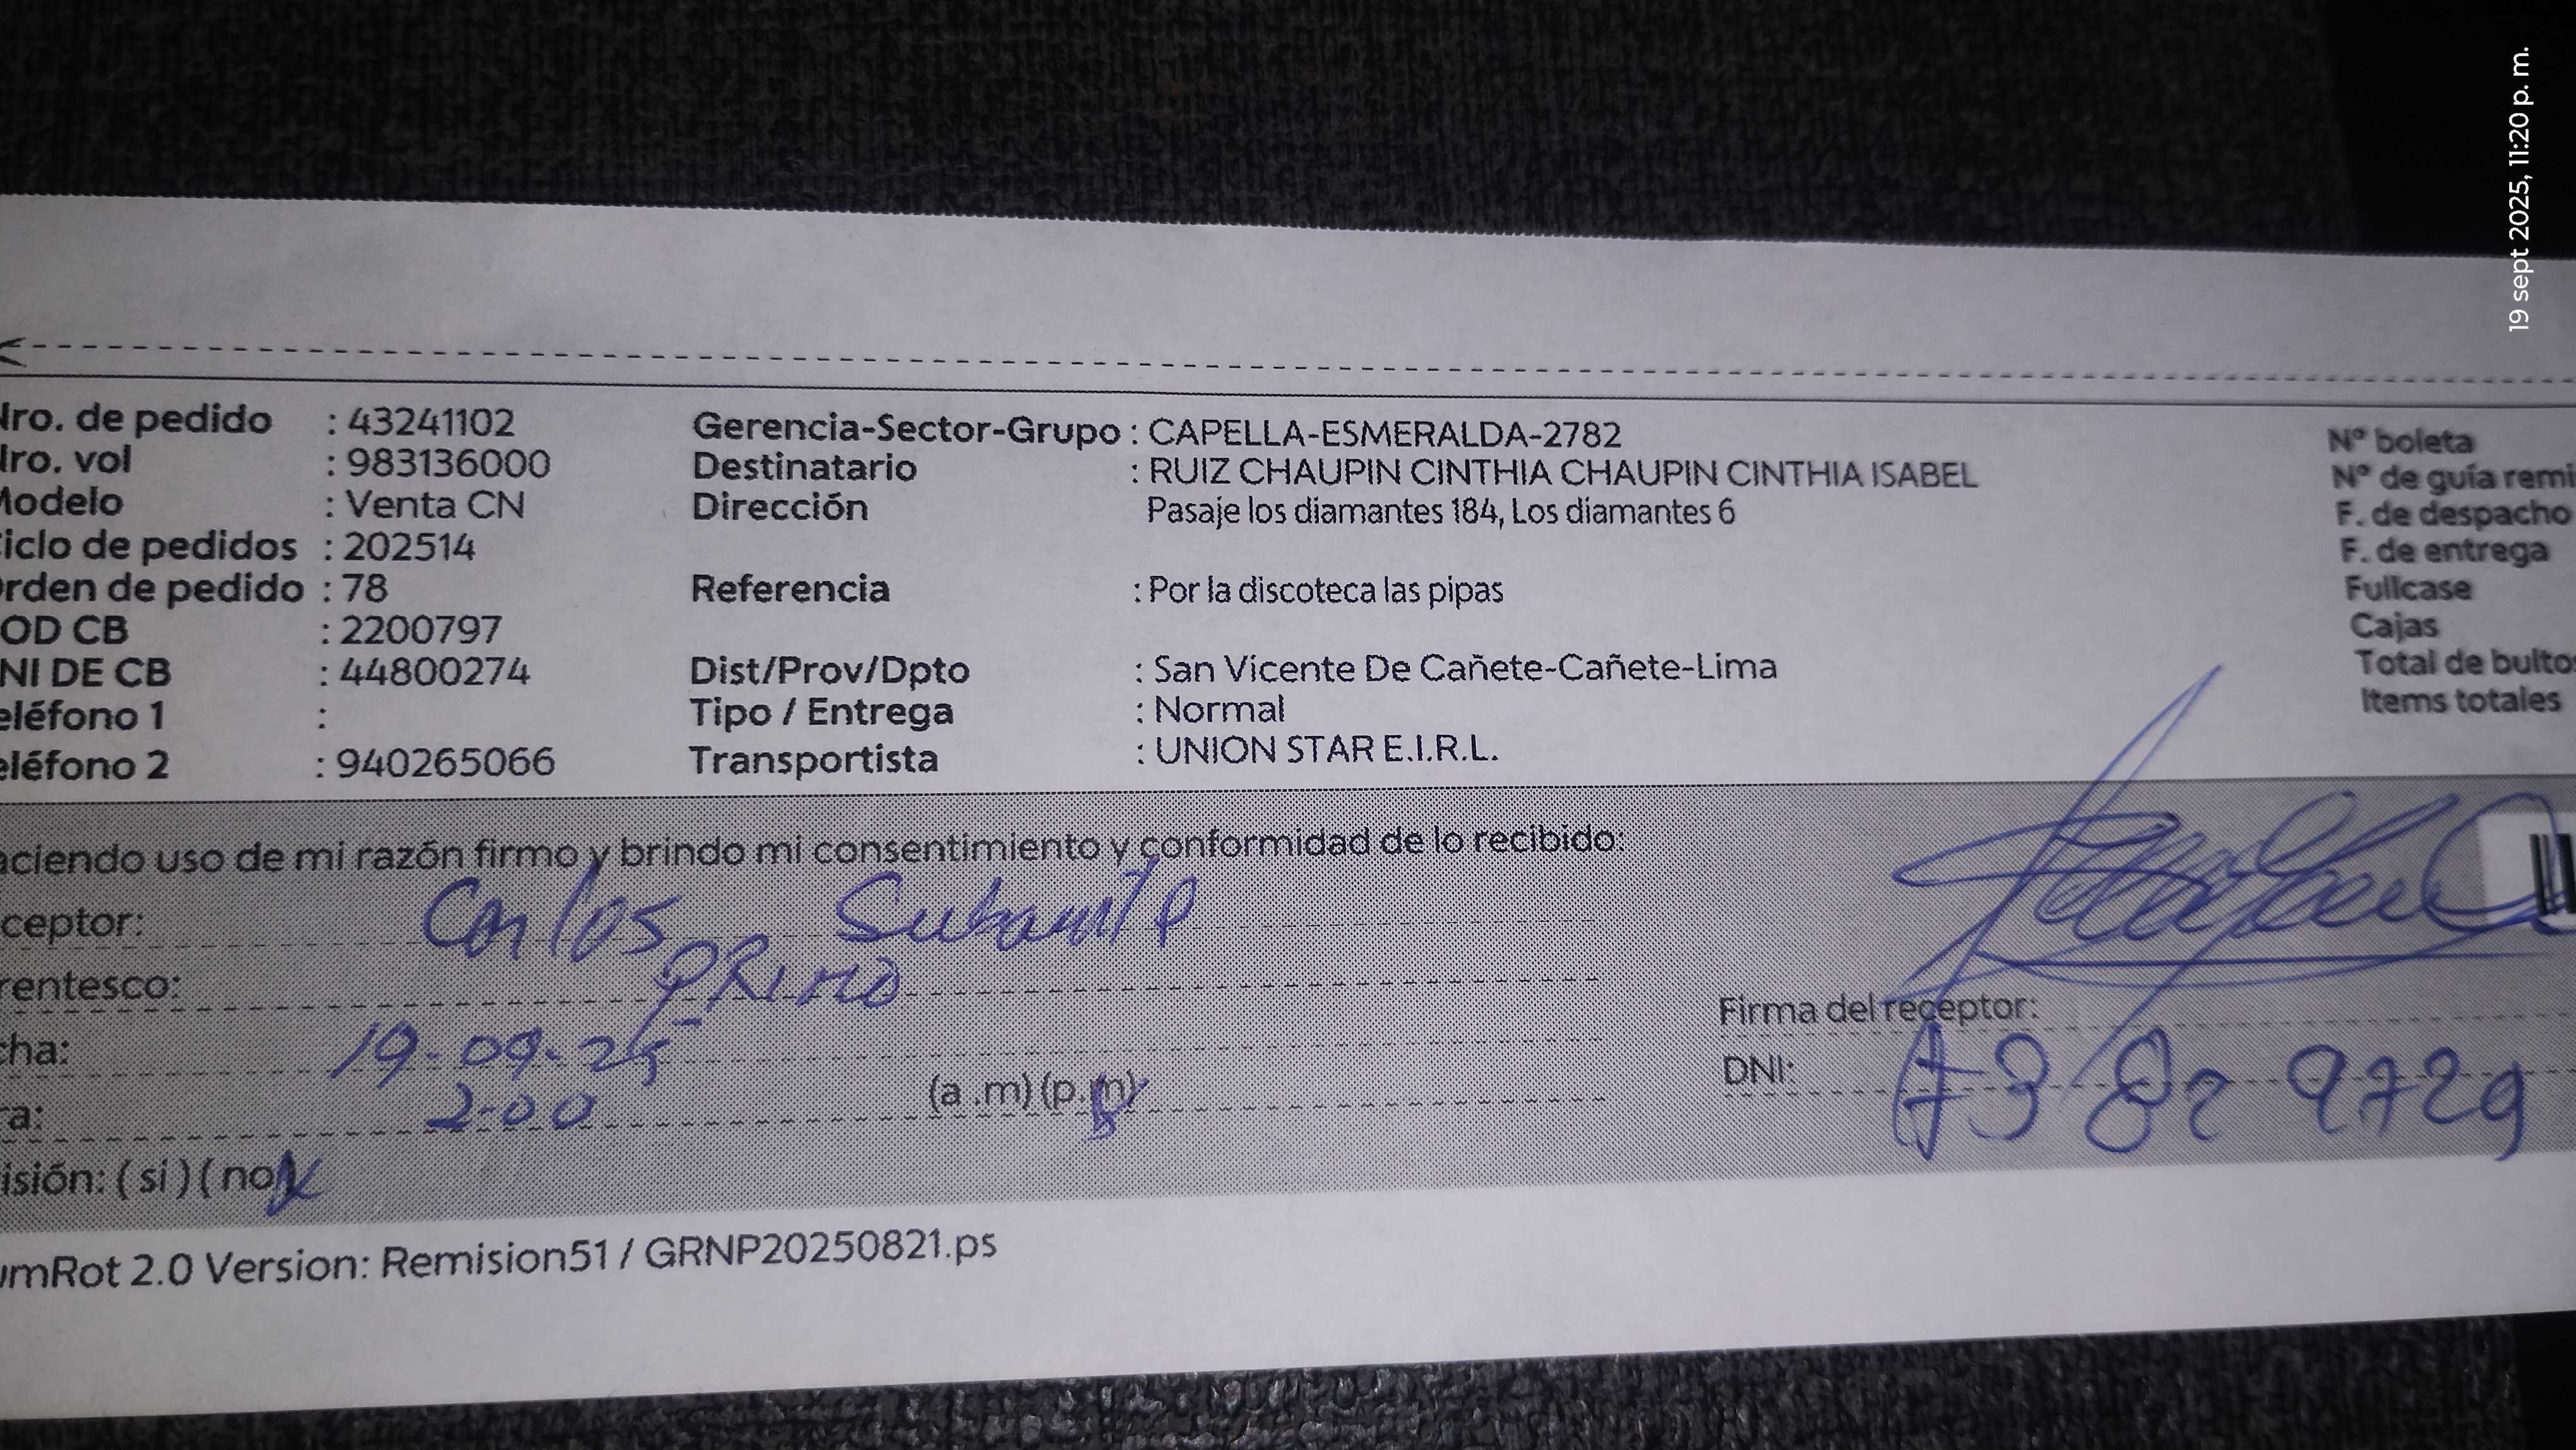 Nro. de pedido : 43241102
Nro. vol : 983136000
Modelo : Venta CN
Ciclo de pedidos : 202514
Orden de pedido : 78
OD CB : 2200797
NI DE CB : 44800274
eléfono 1 :
eléfono 2 : 940265066
Gerencia-Sector-Grupo : CAPELLA-ESMERALDA-2782
Destinatario : RUIZ CHAUPIN CINTHIA CHAUPIN CINTHIA ISABEL
Dirección Pasaje los diamantes 184, Los diamantes 6
Referencia : Por la discoteca las pipas
Dist/Prov/Dpto : San Vicente De Cañete-Cañete-Lima
Tipo / Entrega : Normal
Transportista : UNION STAR E.I.R.L.
N° boleta
N° de guía remi
F. de despacho
F. de entrega
Fullcase
Cajas
Total de bultos
Items totales
aciendo uso de mi razón firmo y brindo mi consentimiento y conformidad de lo recibido:
ceptor: Carlos
rentesco: PRIMO
cha: 19-09-25
ra: 2-00 (a .m) (p.m)
isión: ( si ) ( no )
Firma del receptor:
DNI: 73829729
umRot 2.0 Version: Remision51 / GRNP20250821.ps
19 sept 2025, 11:20 p. m.